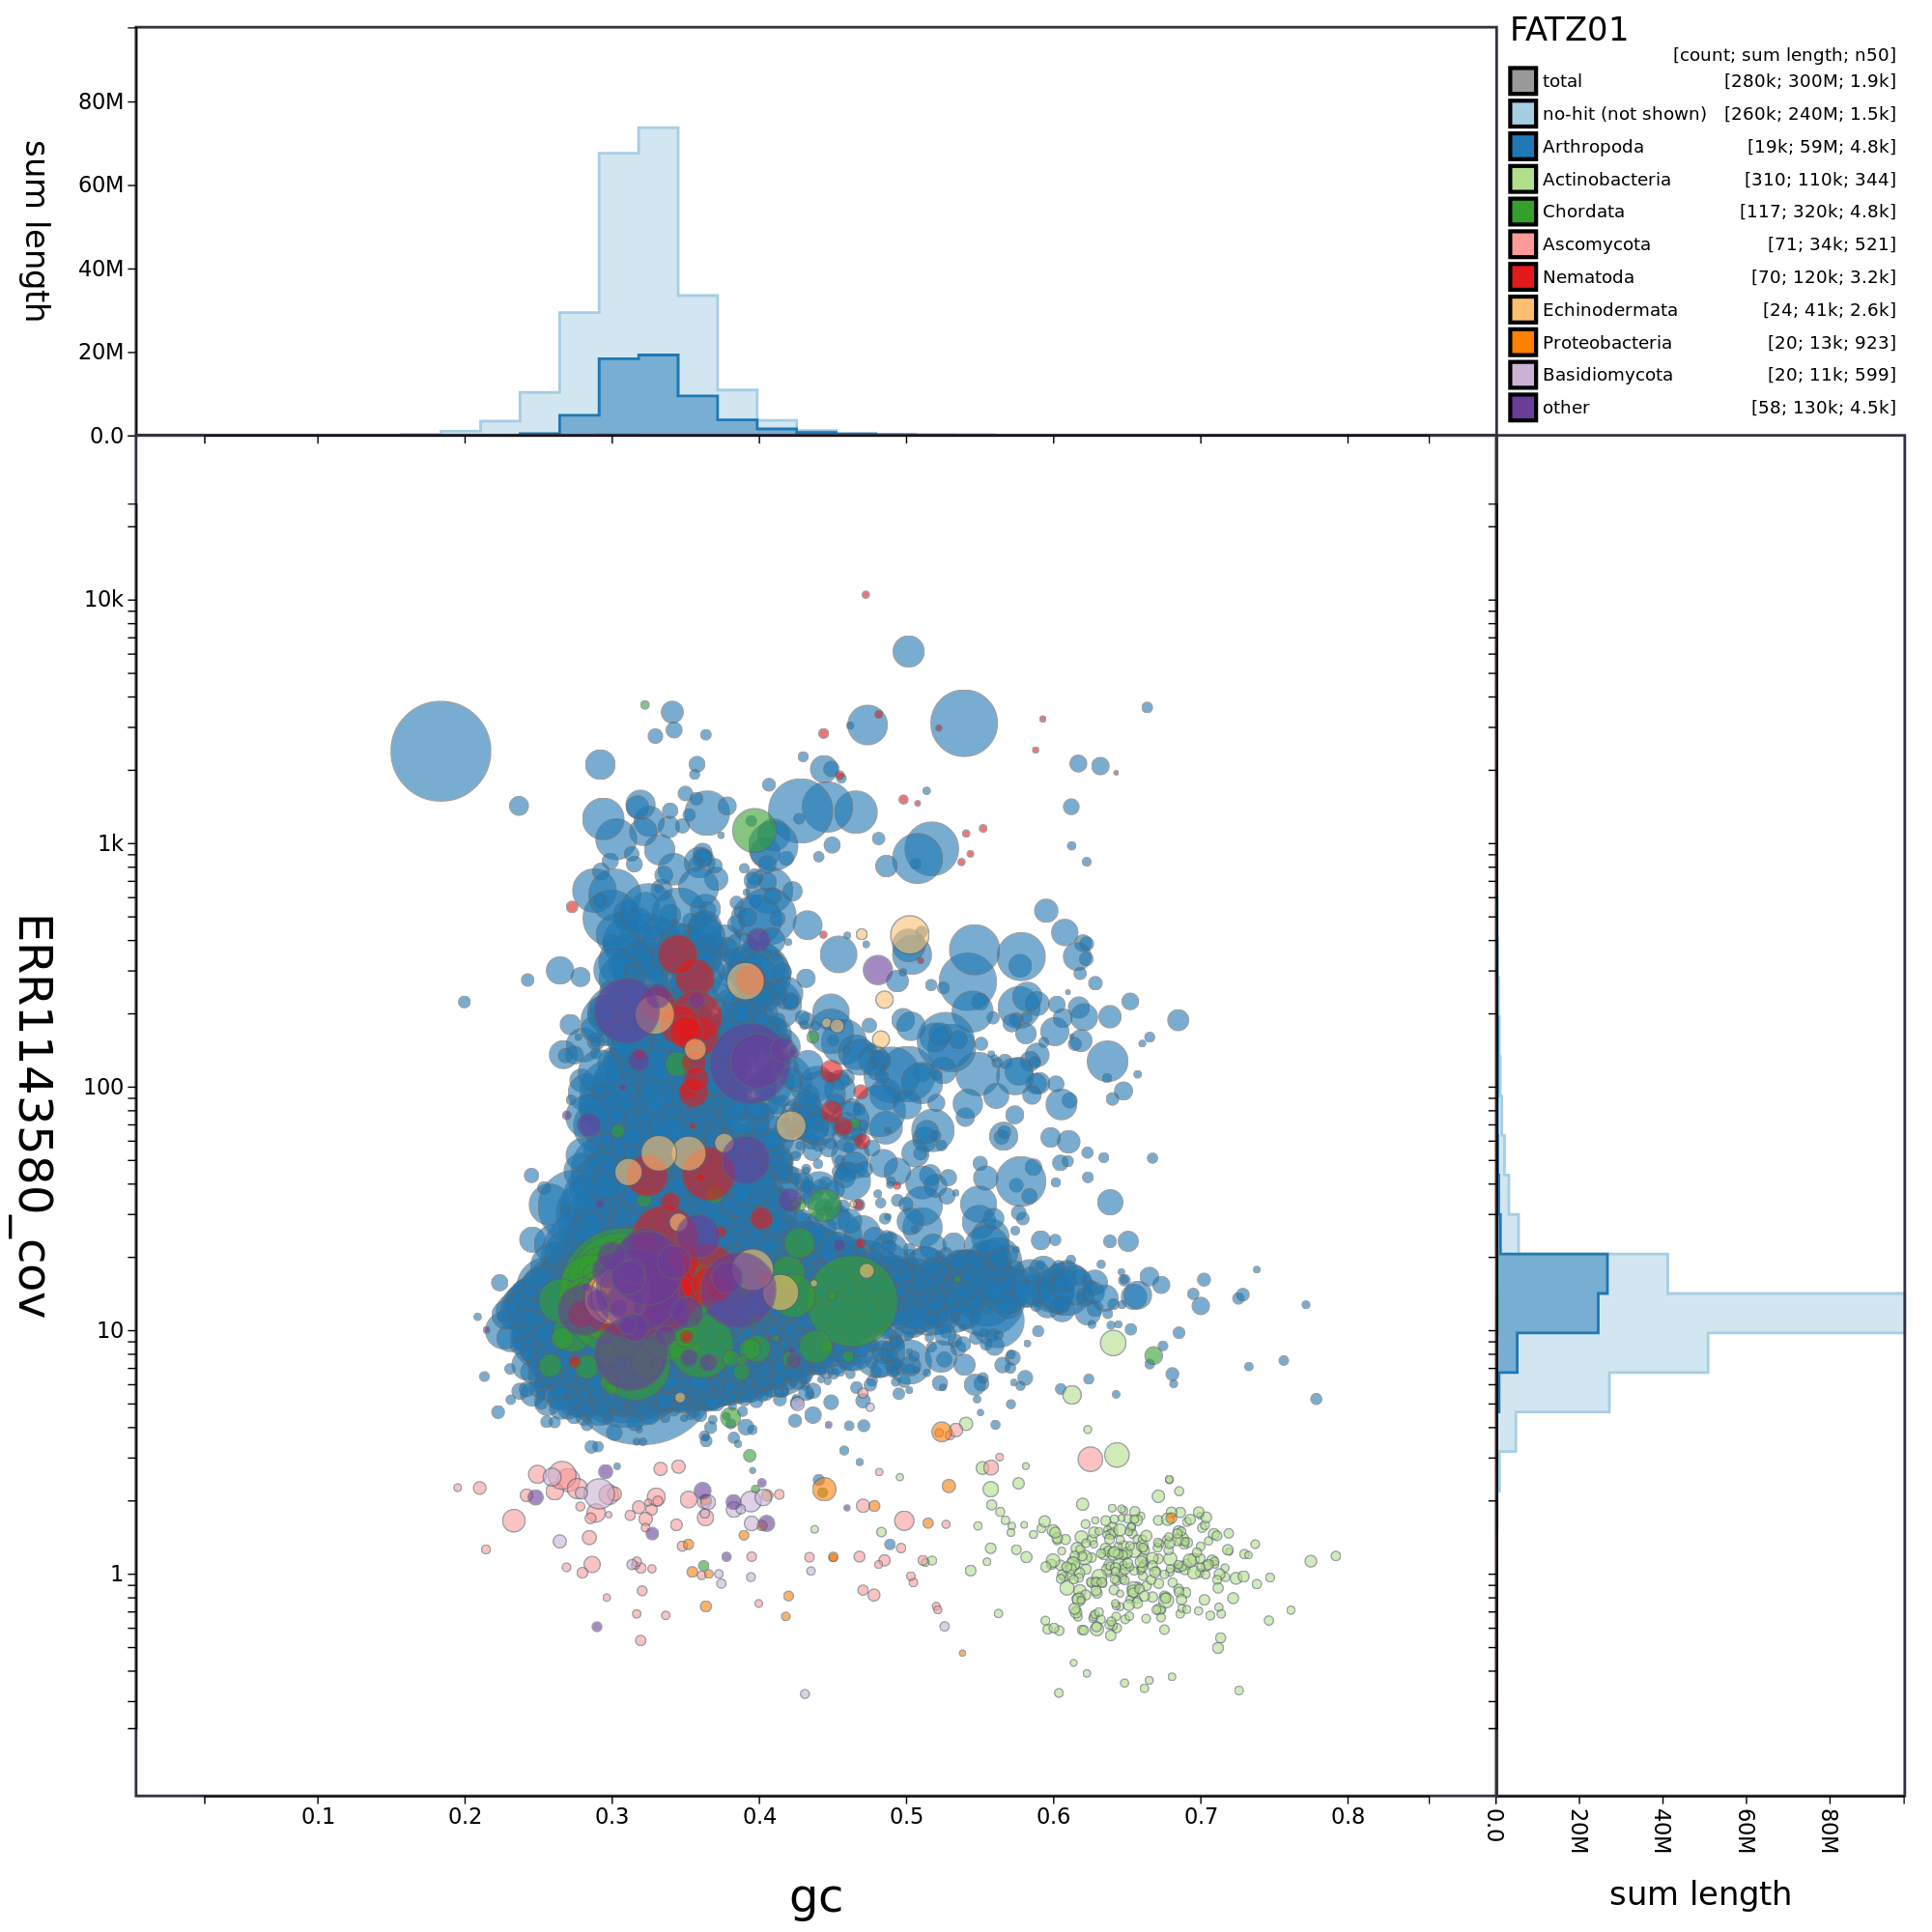 FATZ01
[count; sum length; n50]
total [280k; 300M; 1.9k]
no-hit (not shown) [260k; 240M; 1.5k]
Arthropoda [19k; 59M; 4.8k]
Actinobacteria [310; 110k; 344]
Chordata [117; 320k; 4.8k]
Ascomycota [71; 34k; 521]
Nematoda [70; 120k; 3.2k]
Echinodermata [24; 41k; 2.6k]
Proteobacteria [20; 13k; 923]
Basidiomycota [20; 11k; 599]
other [58; 130k; 4.5k]
sum length
80M
60M
40M
20M
0.0
ERR1143580_cov
10k
1k
100
10
1
0.1 0.2 0.3 0.4 0.5 0.6 0.7 0.8
gc
0.0 20M 40M 60M 80M
sum length